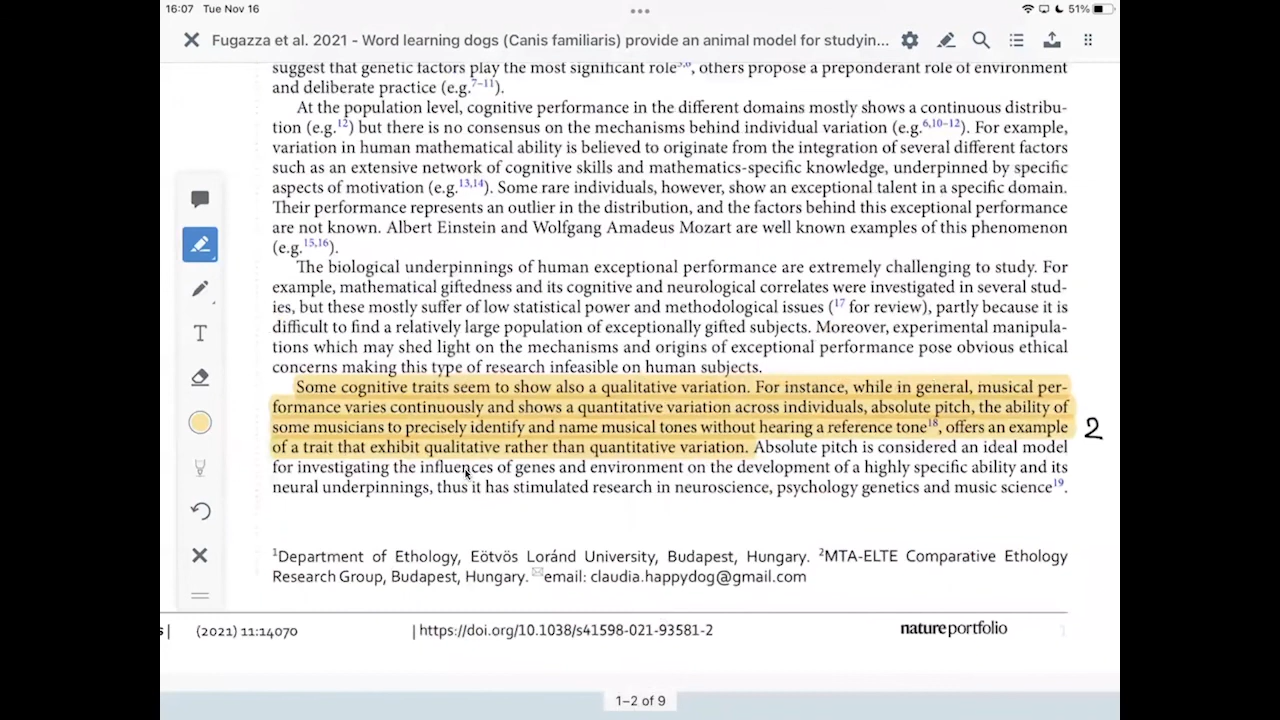 16:07 Tue Nov 16
51%
Fugazza et al. 2021 - Word learning dogs (Canis familiaris) provide an animal model for studyin...
suggest that genetic factors play the most significant role5,6, others propose a preponderant role of environment
and deliberate practice (e.g.7–11).
At the population level, cognitive performance in the different domains mostly shows a continuous distribu-
tion (e.g.12) but there is no consensus on the mechanisms behind individual variation (e.g.6,10–12). For example,
variation in human mathematical ability is believed to originate from the integration of several different factors
such as an extensive network of cognitive skills and mathematics-specific knowledge, underpinned by specific
aspects of motivation (e.g.13,14). Some rare individuals, however, show an exceptional talent in a specific domain.
Their performance represents an outlier in the distribution, and the factors behind this exceptional performance
are not known. Albert Einstein and Wolfgang Amadeus Mozart are well known examples of this phenomenon
(e.g.15,16).
The biological underpinnings of human exceptional performance are extremely challenging to study. For
example, mathematical giftedness and its cognitive and neurological correlates were investigated in several stud-
ies, but these mostly suffer of low statistical power and methodological issues (17 for review), partly because it is
difficult to find a relatively large population of exceptionally gifted subjects. Moreover, experimental manipula-
tions which may shed light on the mechanisms and origins of exceptional performance pose obvious ethical
concerns making this type of research infeasible on human subjects.
Some cognitive traits seem to show also a qualitative variation. For instance, while in general, musical per-
formance varies continuously and shows a quantitative variation across individuals, absolute pitch, the ability of
some musicians to precisely identify and name musical tones without hearing a reference tone18, offers an example
of a trait that exhibit qualitative rather than quantitative variation. Absolute pitch is considered an ideal model
2
for investigating the influences of genes and environment on the development of a highly specific ability and its
neural underpinnings, thus it has stimulated research in neuroscience, psychology genetics and music science19.
1Department of Ethology, Eötvös Loránd University, Budapest, Hungary. 2MTA-ELTE Comparative Ethology
Research Group, Budapest, Hungary. email: claudia.happydog@gmail.com
s | (2021) 11:14070 | https://doi.org/10.1038/s41598-021-93581-2 natureportfolio
1–2 of 9